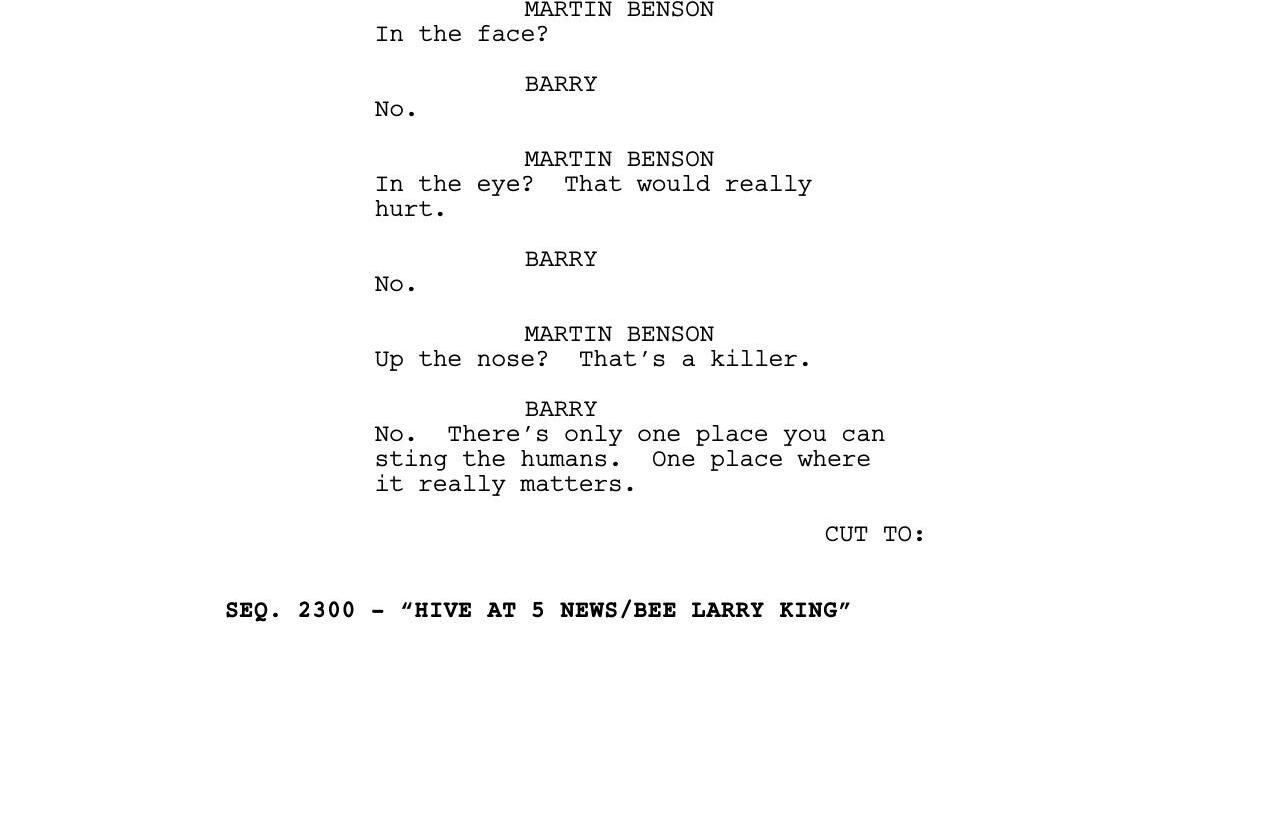 MARTIN BENSON
In the face?
BARRY
No.
MARTIN BENSON
In the eye?  That would really
hurt.
BARRY
No.
MARTIN BENSON
Up the nose?  That’s a killer.
BARRY
No.  There’s only one place you can
sting the humans.  One place where
it really matters.
CUT TO:
SEQ. 2300 - “HIVE AT 5 NEWS/BEE LARRY KING”